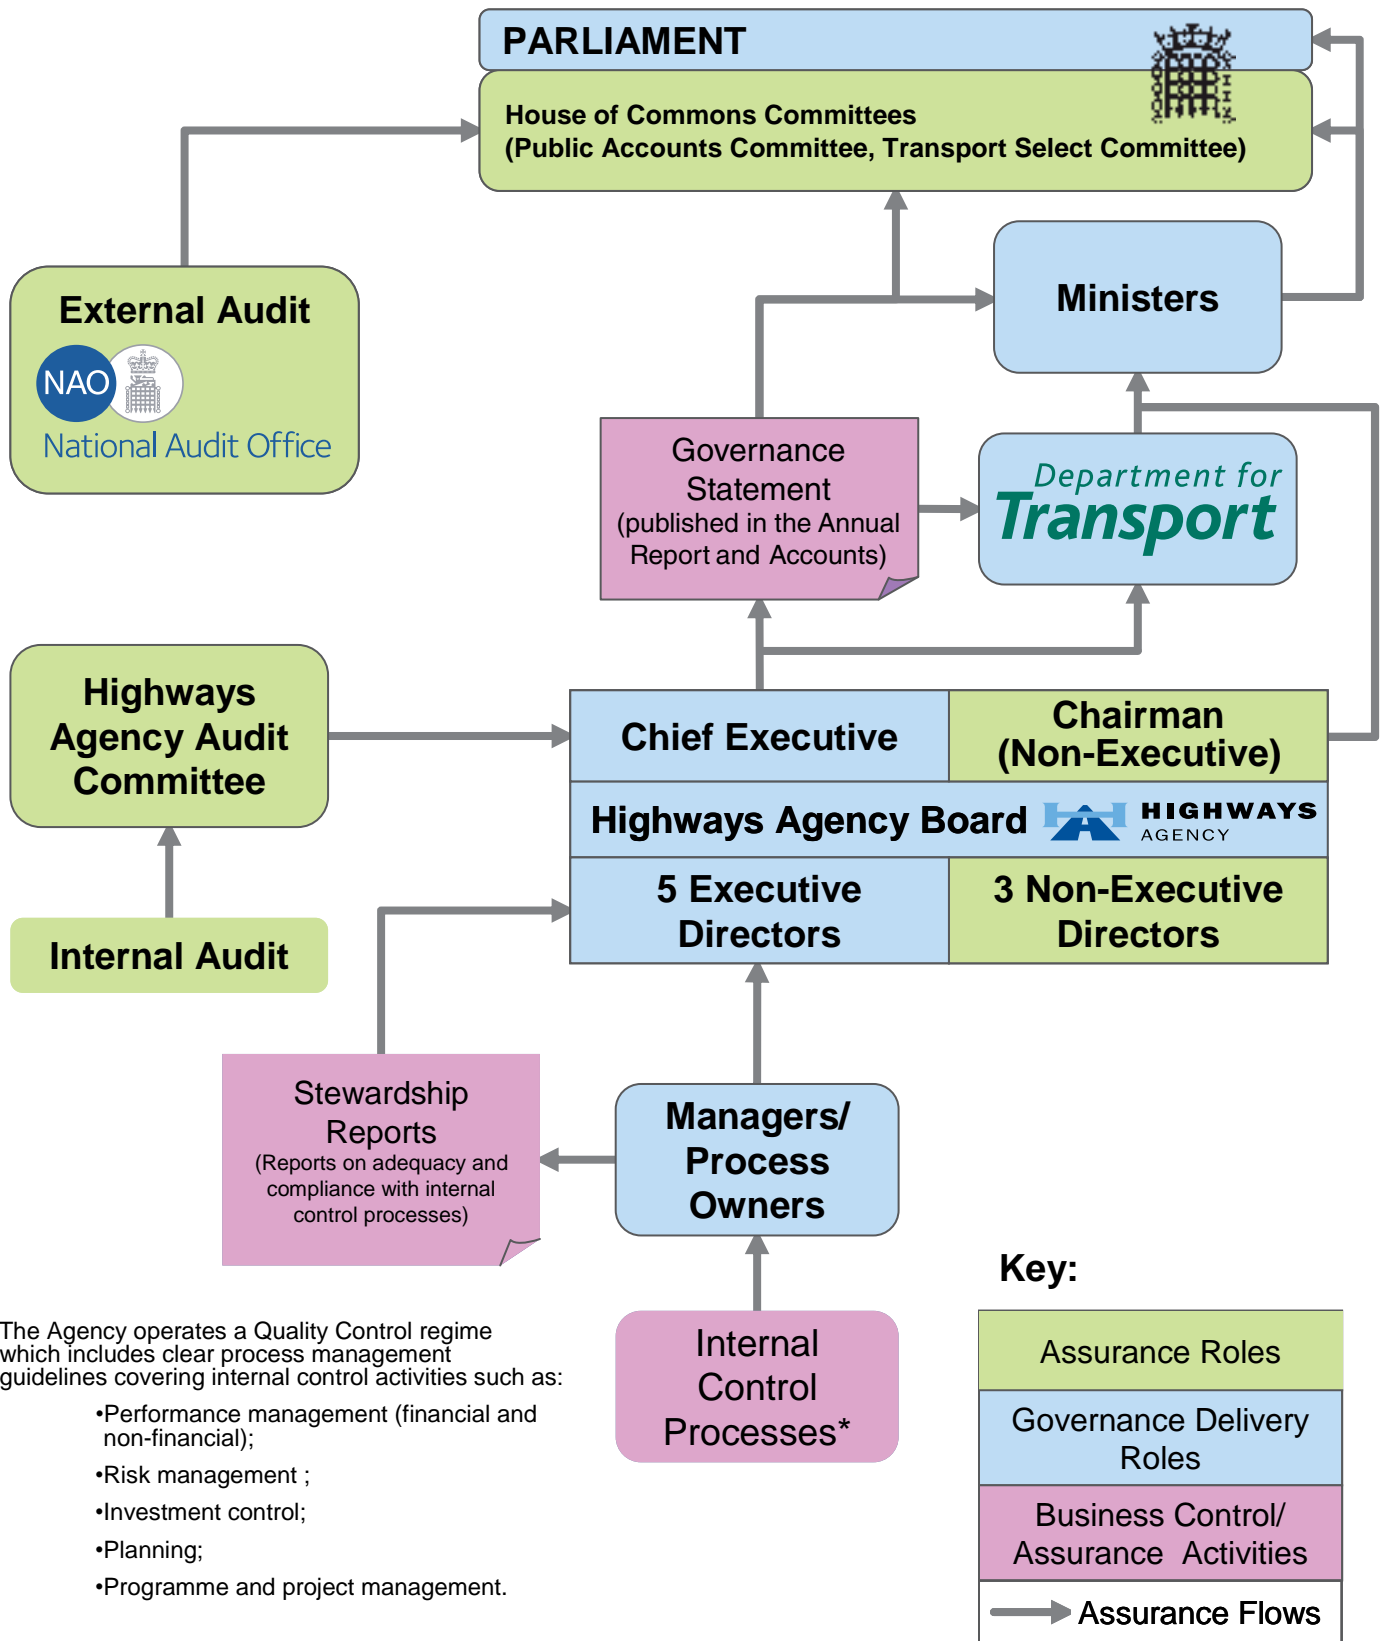 PARLIAMENT
House of Commons Committees
(Public Accounts Committee, Transport Select Committee)
External Audit
NAO
National Audit Office
Ministers
Governance
Statement
(published in the Annual
Report and Accounts)
Department for
Transport
Highways
Agency Audit
Committee
Chief Executive
Chairman
(Non-Executive)
Highways Agency Board
HIGHWAYS
AGENCY
5 Executive
Directors
3 Non-Executive
Directors
Internal Audit
Stewardship
Reports
(Reports on adequacy and
compliance with internal
control processes)
Managers/
Process
Owners
Internal
Control
Processes*
The Agency operates a Quality Control regime
which includes clear process management
guidelines covering internal control activities such as:
•Performance management (financial and
non-financial);
•Risk management ;
•Investment control;
•Planning;
•Programme and project management.
Key:
Assurance Roles
Governance Delivery
Roles
Business Control/
Assurance Activities
Assurance Flows